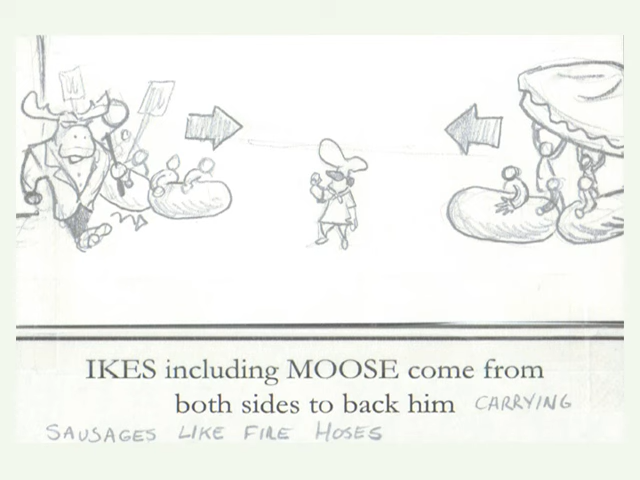 IKES including MOOSE come from
both sides to back him CARRYING
SAUSAGES LIKE FIRE HOSES